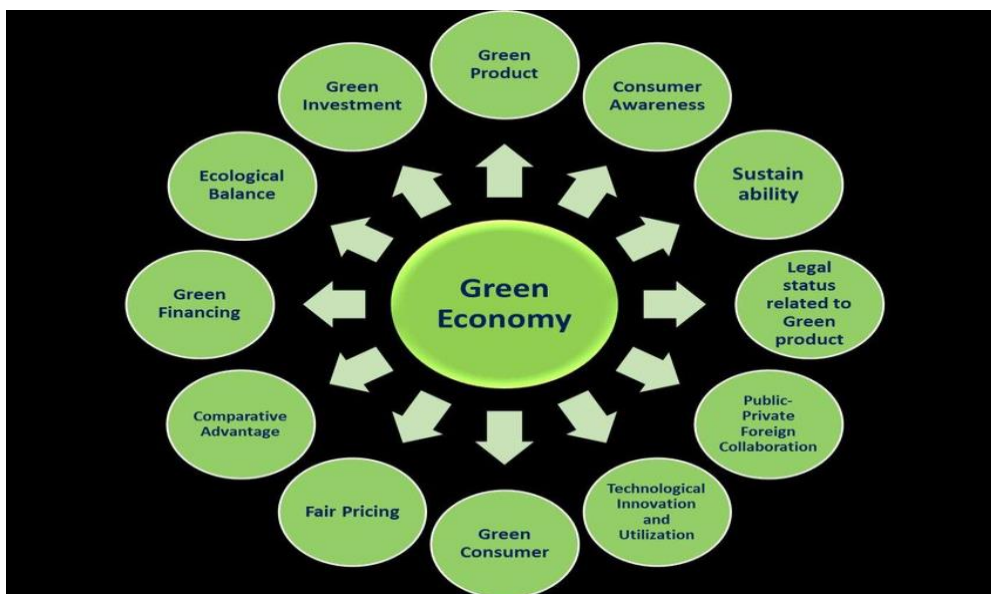 Green
Product
Consumer
Awareness
Sustain
ability
Legal
status
related to
Green
product
Public-
Private
Foreign
Collaboration
Technological
Innovation
and
Utilization
Green
Consumer
Fair Pricing
Comparative
Advantage
Green
Financing
Ecological
Balance
Green
Investment
Green
Economy